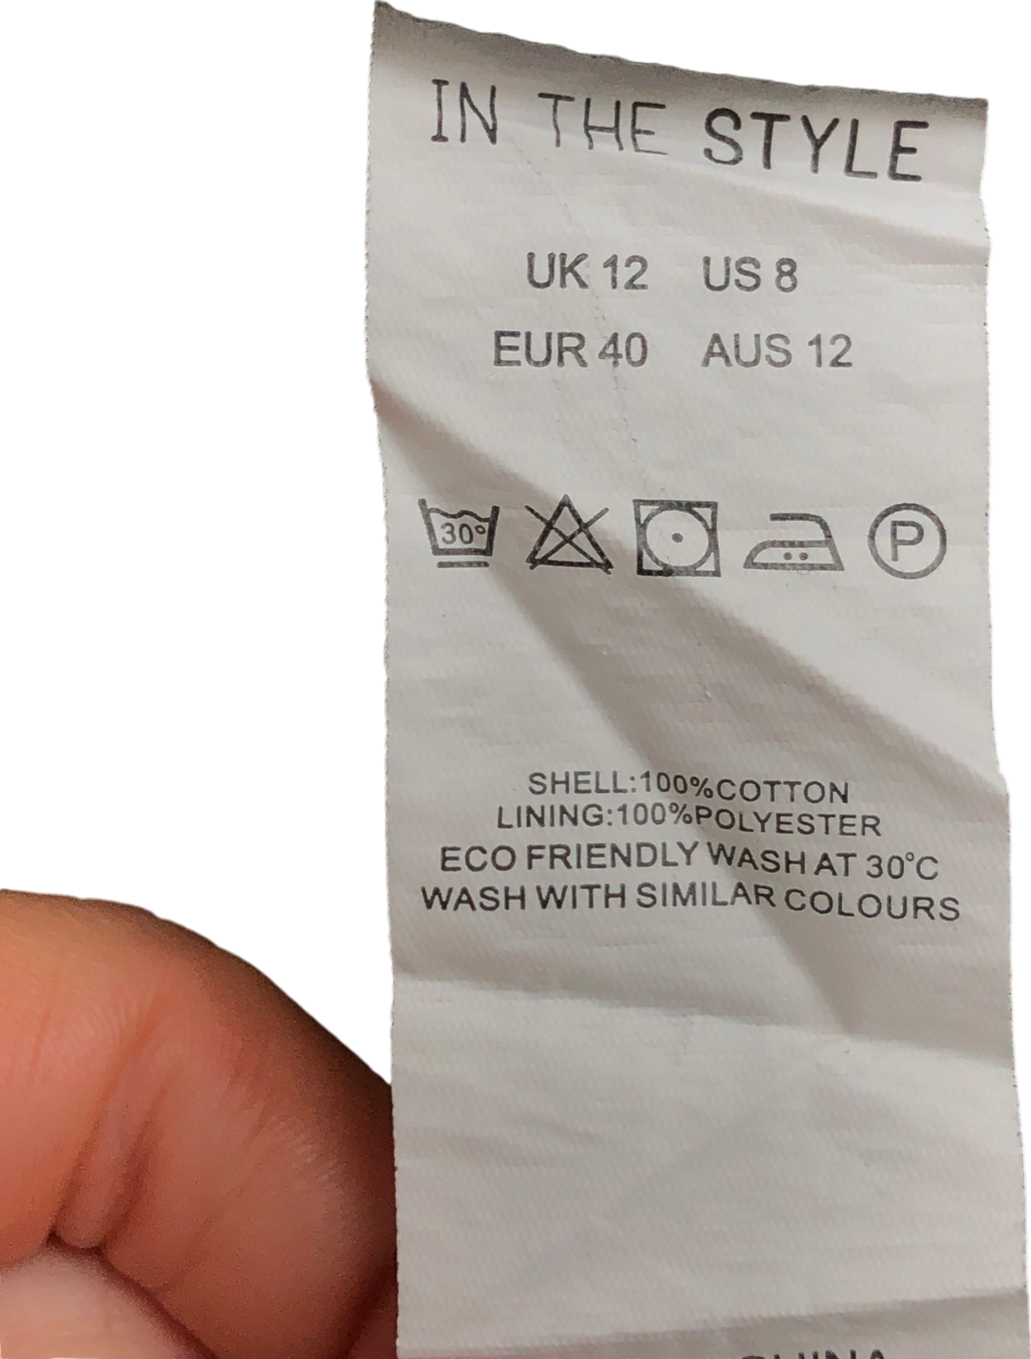 IN THE STYLE
UK 12 US 8
EUR 40 AUS 12
30° P
SHELL:100%COTTON
LINING:100%POLYESTER
ECO FRIENDLY WASH AT 30°C
WASH WITH SIMILAR COLOURS